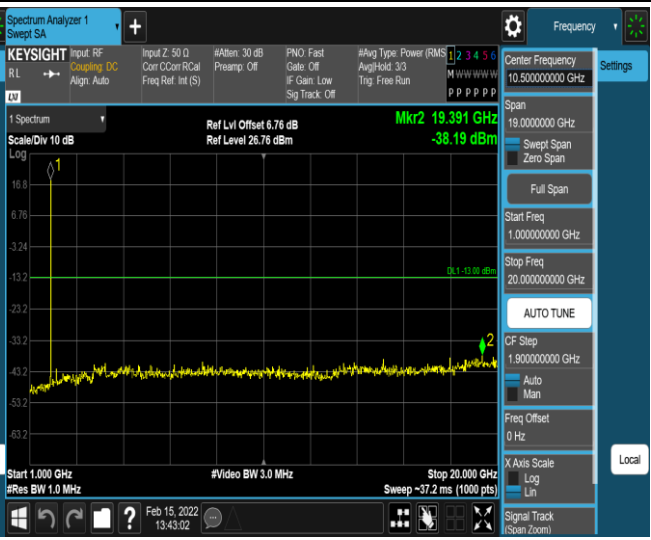 Spectrum Analyzer 1
Swept SA
Frequency
KEYSIGHT
RL
Input: RF
Coupling: DC
Align: Auto
Input Z: 50 Ω
Corr CCorr RCal
Freq Ref: Int (S)
#Atten: 30 dB
Preamp: Off
PNO: Fast
Gate: Off
IF Gain: Low
Sig Track: Off
#Avg Type: Power (RMS
Avg|Hold: 3/3
Trig: Free Run
1 2 3 4 5 6
M W W W W W
P P P P P P
LXI
1 Spectrum
Scale/Div 10 dB
Ref Lvl Offset 6.76 dB
Ref Level 26.76 dBm
Mkr2 19.391 GHz
-38.19 dBm
Log
1
16.8
6.76
-3.24
-13.2
DL1 -13.00 dBm
-23.2
-33.2
2
-43.2
-53.2
-63.2
Start 1.000 GHz
#Video BW 3.0 MHz
Stop 20.000 GHz
#Res BW 1.0 MHz
Sweep ~37.2 ms (1000 pts)
?
Feb 15, 2022
13:43:02
Center Frequency
10.500000000 GHz
Settings
Span
19.0000000 GHz
Swept Span
Zero Span
Full Span
Start Freq
1.000000000 GHz
Stop Freq
20.000000000 GHz
AUTO TUNE
CF Step
1.900000000 GHz
Auto
Man
Freq Offset
0 Hz
X Axis Scale
Log
Lin
Local
Signal Track
(Span Zoom)